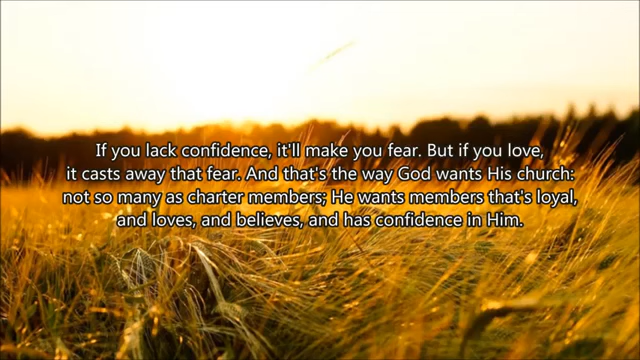 If you lack confidence, it'll make you fear. But if you love,
it casts away that fear. And that's the way God wants His church:
not so many as charter members; He wants members that's loyal,
and loves, and believes, and has confidence in Him.